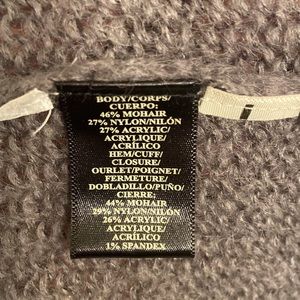 BODY/CORPS/
CUERPO:
46% MOHAIR
27% NYLON/NILÓN
27% ACRYLIC/
ACRYLIQUE/
ACRÍLICO
HEM/CUFF/
CLOSURE/
OURLET/POIGNET/
FERMETURE/
DOBLADILLO/PUÑO/
CIERRE:
44% MOHAIR
29% NYLON/NILÓN
26% ACRYLIC/
ACRYLIQUE/
ACRÍLICO
1% SPANDEX